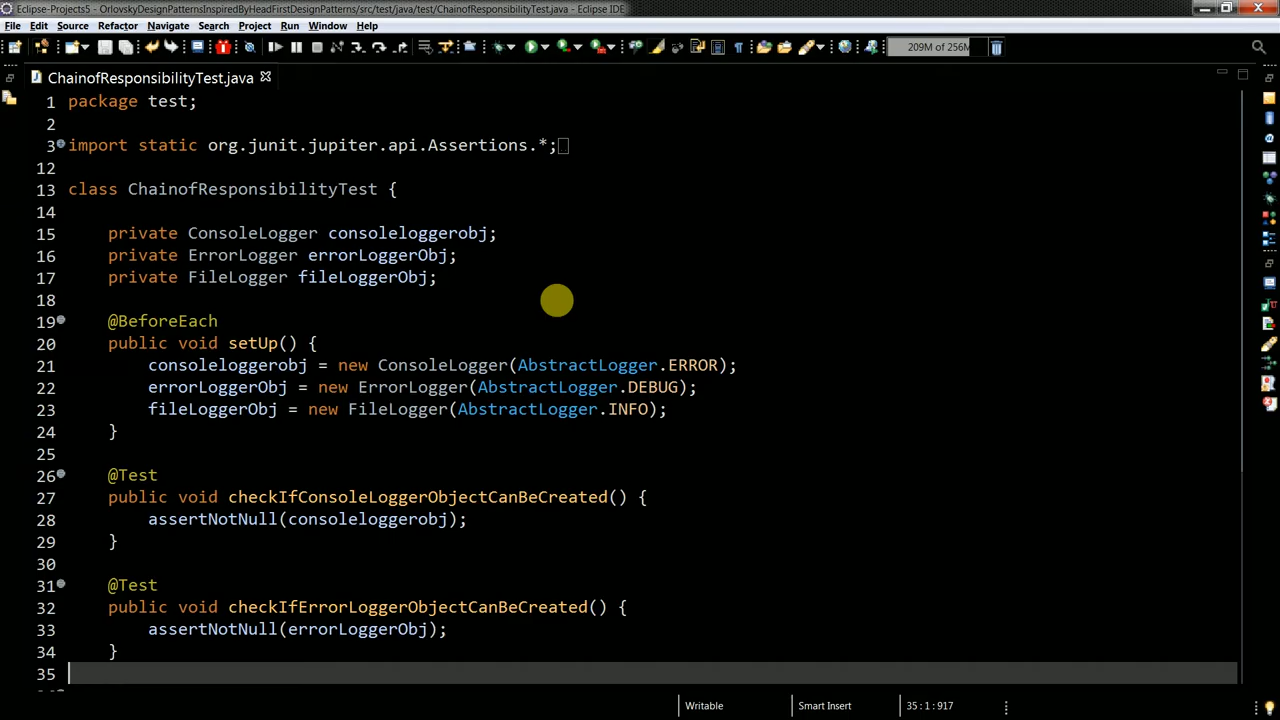 Eclipse-Projects5 - OrlovskyDesignPatternsInspiredByHeadFirstDesignPatterns/src/test/java/test/ChainofResponsibilityTest.java - Eclipse IDE
File Edit Source Refactor Navigate Search Project Run Window Help
209M of 256M
ChainofResponsibilityTest.java
1 package test;
2
3 import static org.junit.jupiter.api.Assertions.*;
12
13 class ChainofResponsibilityTest {
14
15 private ConsoleLogger consoleloggerobj;
16 private ErrorLogger errorLoggerObj;
17 private FileLogger fileLoggerObj;
18
19 @BeforeEach
20 public void setUp() {
21 consoleloggerobj = new ConsoleLogger(AbstractLogger.ERROR);
22 errorLoggerObj = new ErrorLogger(AbstractLogger.DEBUG);
23 fileLoggerObj = new FileLogger(AbstractLogger.INFO);
24 }
25
26 @Test
27 public void checkIfConsoleLoggerObjectCanBeCreated() {
28 assertNotNull(consoleloggerobj);
29 }
30
31 @Test
32 public void checkIfErrorLoggerObjectCanBeCreated() {
33 assertNotNull(errorLoggerObj);
34 }
35
Writable Smart Insert 35 : 1 : 917